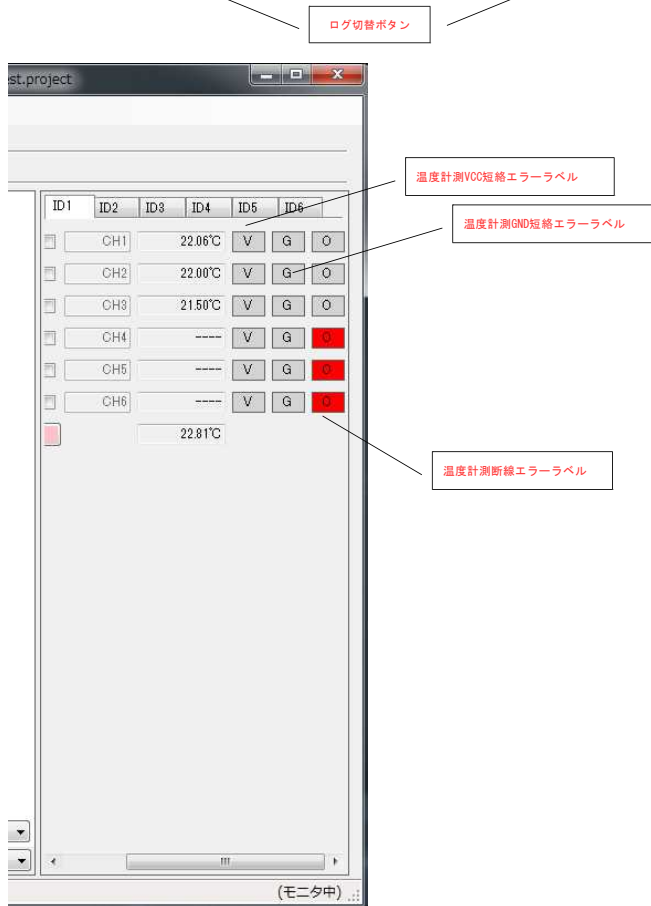 ログ切替ボタン
est.project
温度計測VCC短絡エラーラベル
ID1 ID2 ID3 ID4 ID5 ID6
温度計測GND短絡エラーラベル
CH1 22.06℃ V G O
CH2 22.00℃ V G O
CH3 21.50℃ V G O
CH4 ---- V G O
CH5 ---- V G O
CH6 ---- V G O
22.81℃
温度計測断線エラーラベル
(モニタ中)